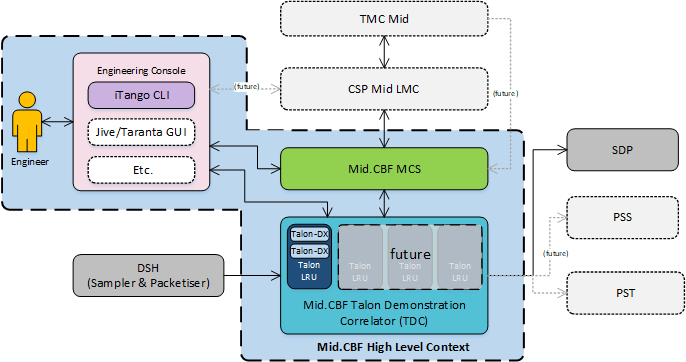 TMC Mid
Engineering Console
iTango CLI
(future)
CSP Mid LMC
(future)
Engineer
Jive/Taranta GUI
Etc.
Mid.CBF MCS
SDP
Talon-DX
Talon-DX
Talon
LRU
future
Talon
LRU
Talon
LRU
Talon
LRU
PSS
(future)
DSH
(Sampler & Packetiser)
PST
Mid.CBF Talon Demonstration
Correlator (TDC)
Mid.CBF High Level Context